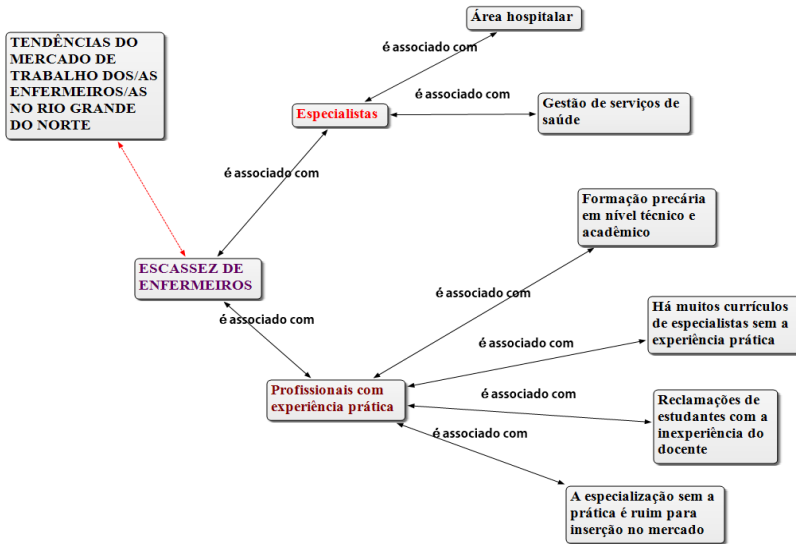 Área hospitalar
TENDÊNCIAS DO
MERCADO DE
TRABALHO DOS/AS
ENFERMEIROS/AS
NO RIO GRANDE
DO NORTE
é associado com
é associado com
Especialistas
Gestão de serviços de
saúde
é associado com
Formação precária
em nível técnico e
acadêmico
ESCASSEZ DE
ENFERMEIROS
é associado com
é associado com
Há muitos currículos
de especialistas sem a
experiência prática
é associado com
Profissionais com
experiência prática
é associado com
Reclamações de
estudantes com a
inexperiência do
docente
é associado com
A especialização sem a
prática é ruim para
inserção no mercado